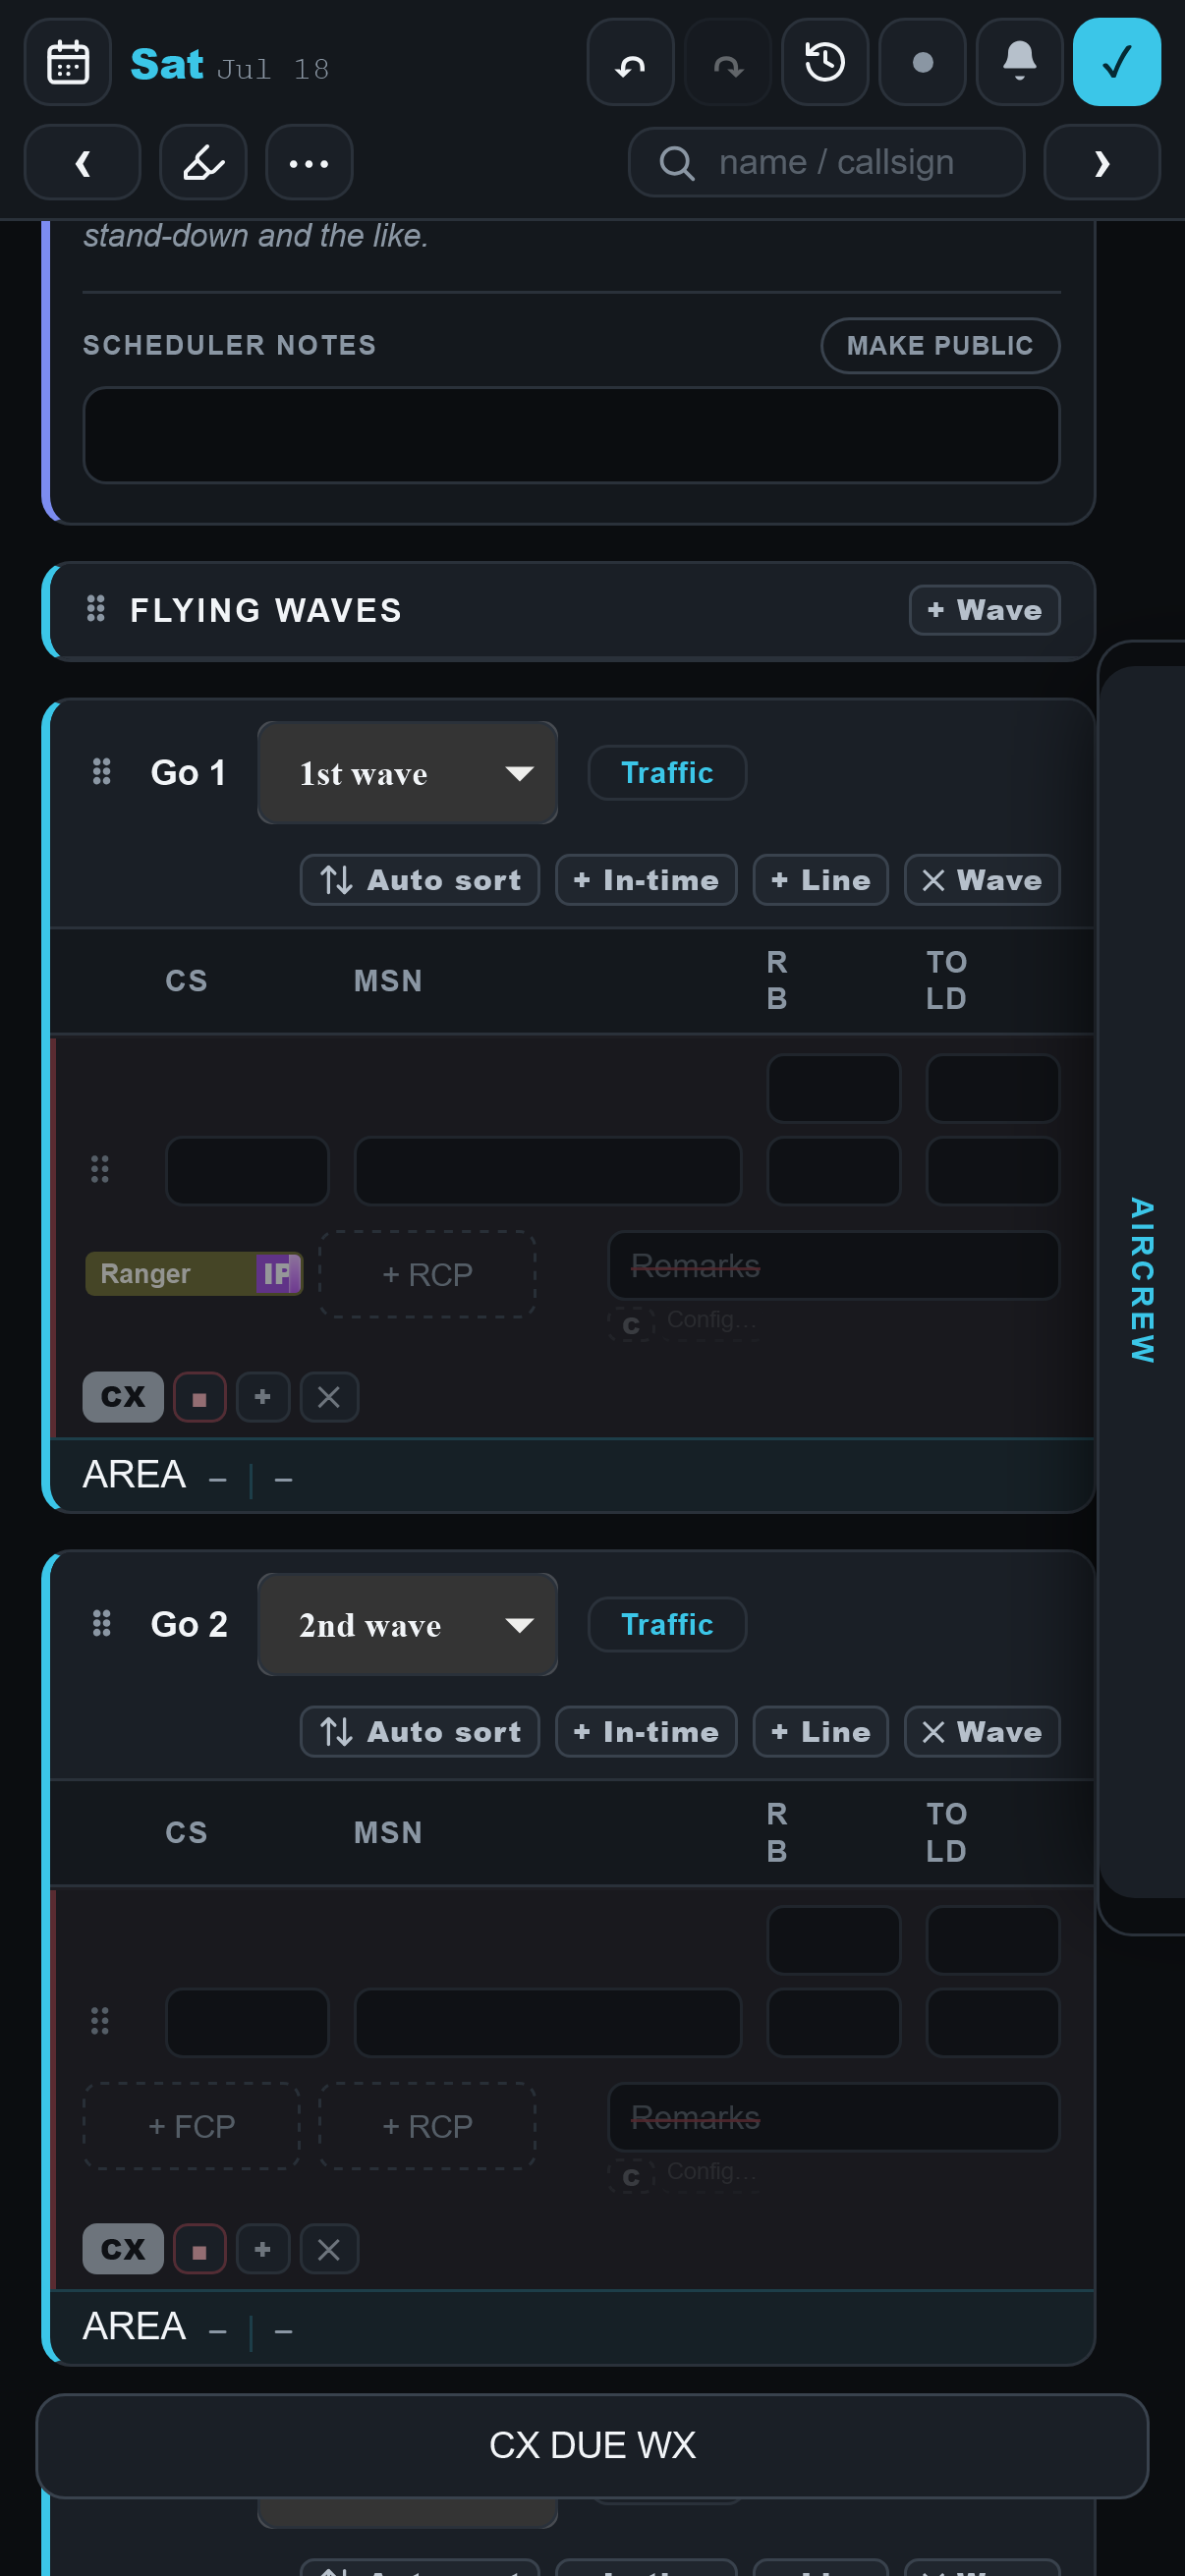 Sat Jul 18
name / callsign
stand-down and the like.
SCHEDULER NOTES MAKE PUBLIC
FLYING WAVES + Wave
Go 1 1st wave Traffic
Auto sort + In-time + Line × Wave
CS MSN R B TO LD
Ranger IP + RCP Remarks
C Config...
CX + ×
AREA – | –
AIRCREW
Go 2 2nd wave Traffic
Auto sort + In-time + Line × Wave
CS MSN R B TO LD
+ FCP + RCP Remarks
C Config...
CX + ×
AREA – | –
CX DUE WX